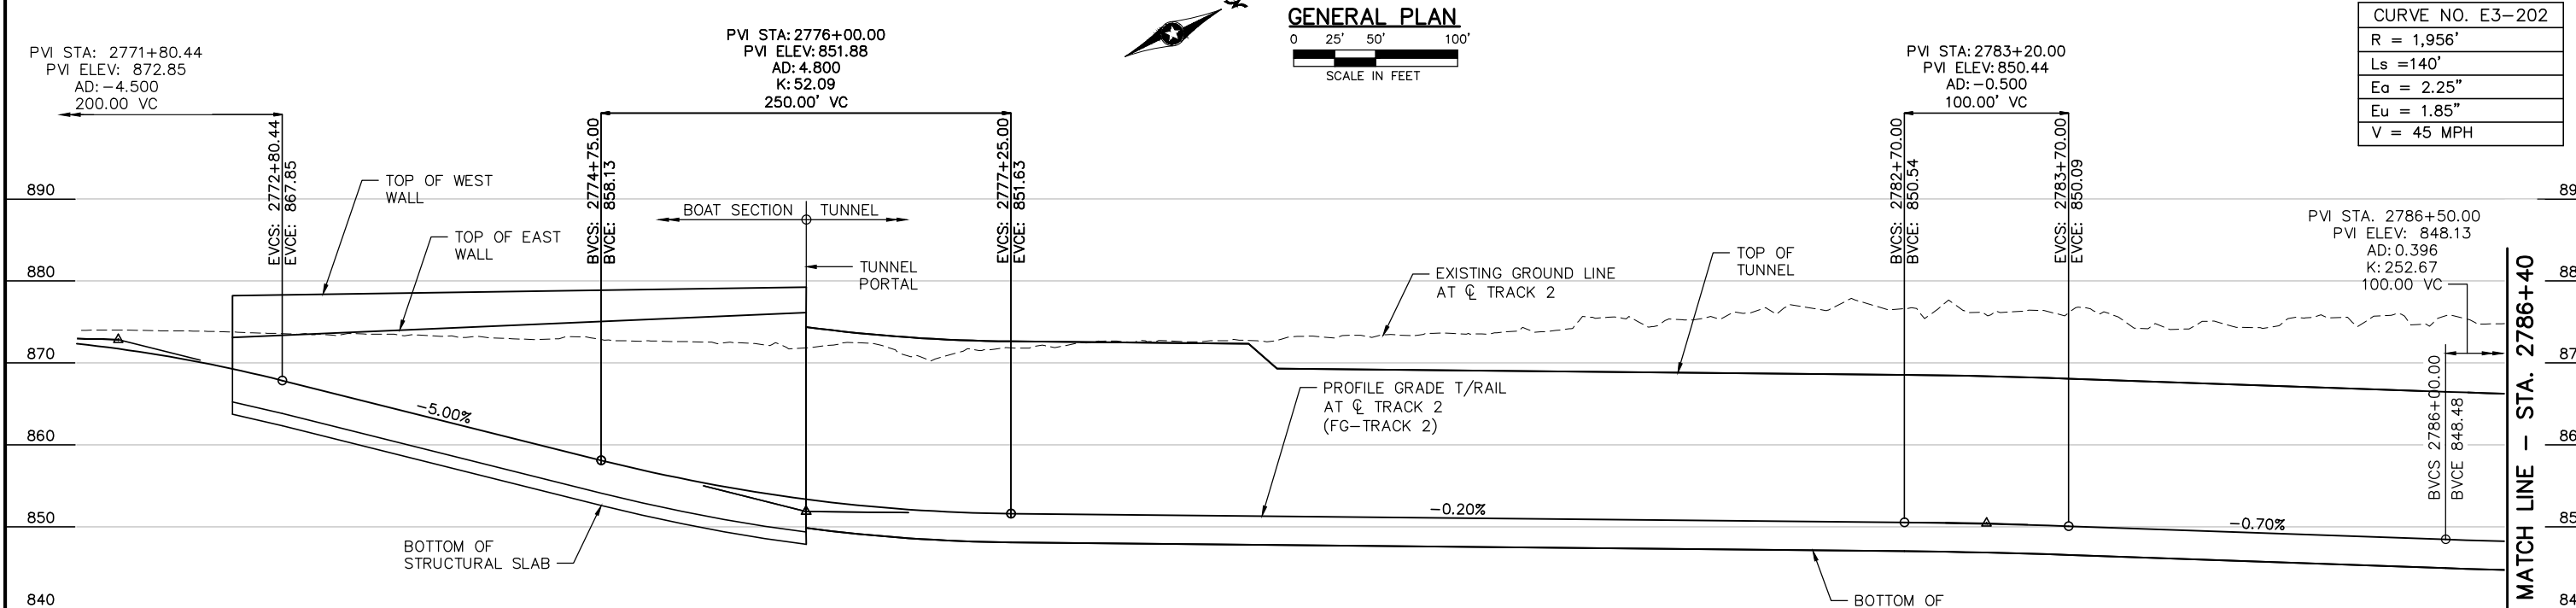 GENERAL PLAN
0 25' 50' 100'
SCALE IN FEET
CURVE NO. E3-202
R = 1,956'
Ls =140'
Ea = 2.25"
Eu = 1.85"
V = 45 MPH
PVI STA: 2771+80.44
PVI ELEV: 872.85
AD:-4.500
200.00 VC
EVCS: 2772+80.44
EVCE: 867.85
PVI STA:2776+00.00
PVI ELEV:851.88
AD:4.800
K:52.09
250.00' VC
BVCS: 2774+75.00
BVCE: 858.13
EVCS: 2777+25.00
EVCE: 851.63
PVI STA:2783+20.00
PVI ELEV:850.44
AD:-0.500
100.00' VC
BVCS: 2782+70.00
BVCE: 850.54
EVCS: 2783+70.00
EVCE: 850.09
PVI STA. 2786+50.00
PVI ELEV: 848.13
AD:0.396
K:252.67
100.00 VC
BVCS 2786+00.00
BVCE 848.48
MATCH LINE - STA. 2786+40
TOP OF WEST
WALL
TOP OF EAST
WALL
BOAT SECTION TUNNEL
TUNNEL
PORTAL
EXISTING GROUND LINE
AT ℄ TRACK 2
TOP OF
TUNNEL
PROFILE GRADE T/RAIL
AT ℄ TRACK 2
(FG-TRACK 2)
-5.00%
-0.20%
-0.70%
BOTTOM OF
STRUCTURAL SLAB
BOTTOM OF
890
880
870
860
850
840
89
88
87
86
85
84